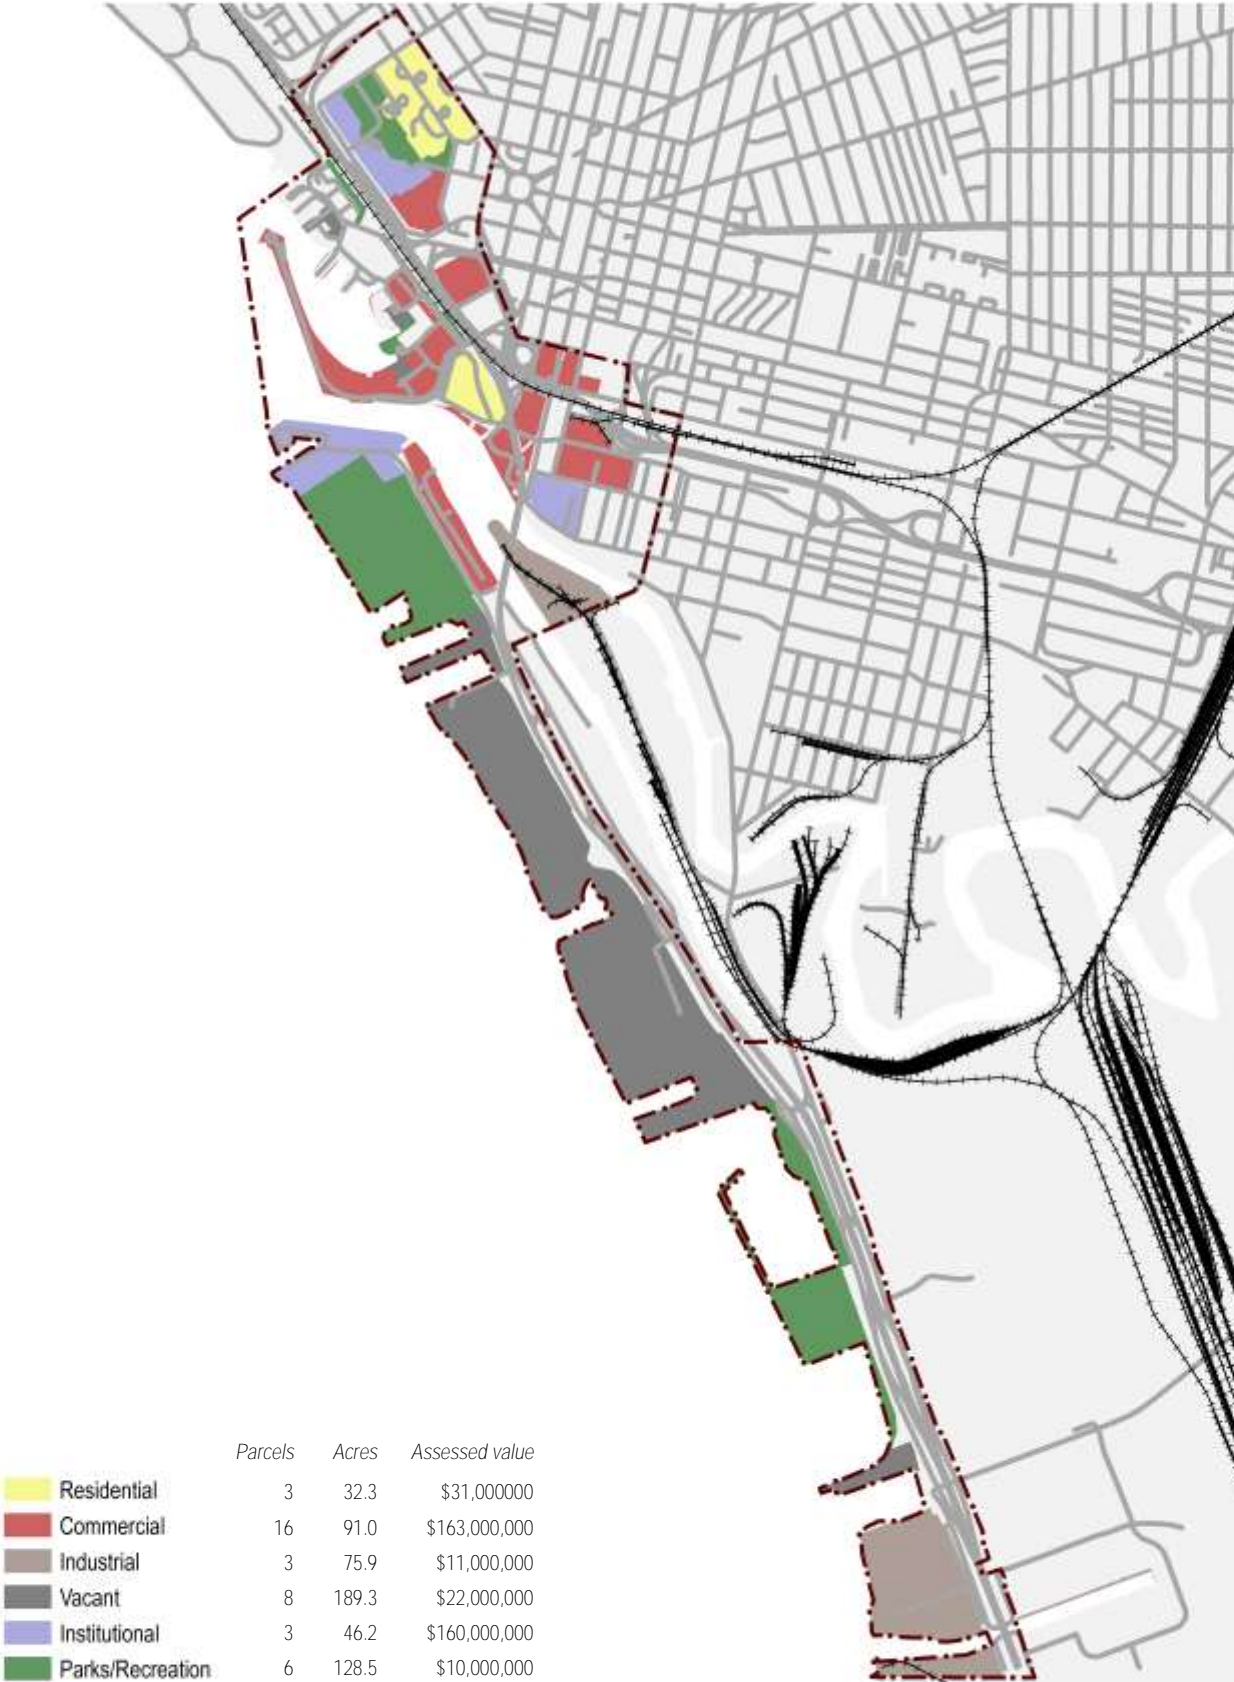 Parcels Acres Assessed value
Residential 3 32.3 $31,000000
Commercial 16 91.0 $163,000,000
Industrial 3 75.9 $11,000,000
Vacant 8 189.3 $22,000,000
Institutional 3 46.2 $160,000,000
Parks/Recreation 6 128.5 $10,000,000